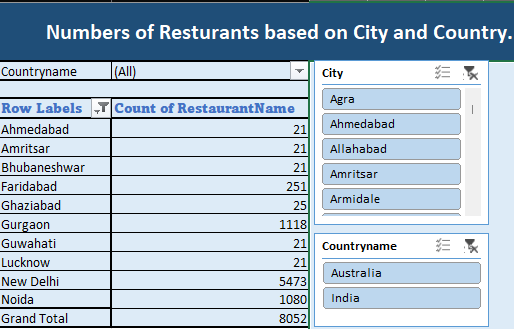 Numbers of Resturants based on City and Country.
Countryname (All)
Row Labels Count of RestaurantName
Ahmedabad 21
Amritsar 21
Bhubaneshwar 21
Faridabad 251
Ghaziabad 25
Gurgaon 1118
Guwahati 21
Lucknow 21
New Delhi 5473
Noida 1080
Grand Total 8052
City
Agra
Ahmedabad
Allahabad
Amritsar
Armidale
Countryname
Australia
India